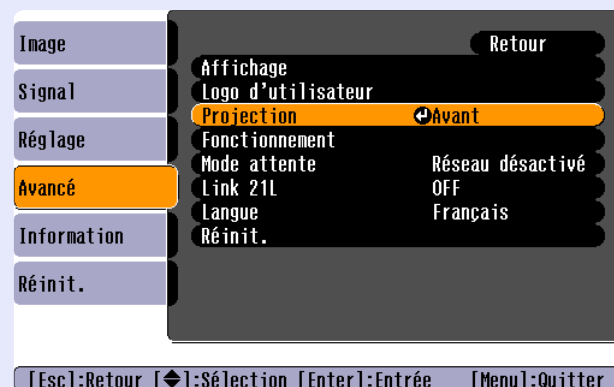 Image
Signal
Réglage
Avancé
Information
Réinit.
Retour
Affichage
Logo d'utilisateur
Projection Avant
Fonctionnement
Mode attente Réseau désactivé
Link 21L OFF
Langue Français
Réinit.
[Esc]:Retour [◆]:Sélection [Enter]:Entrée [Menu]:Quitter